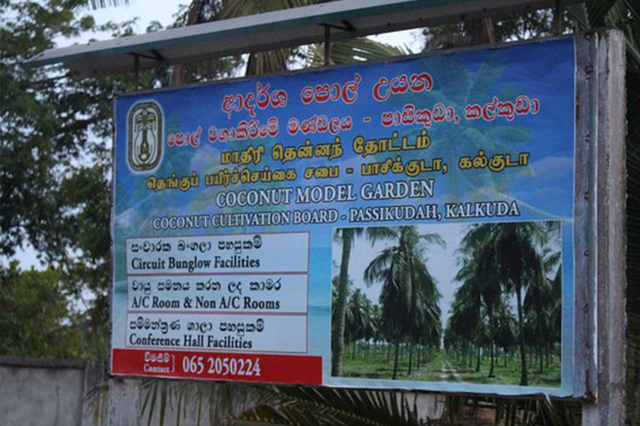 ආදර්ශ පොල් උයන
පොල් වගාකිරීමේ මණ්ඩලය - පාසිකුඩා, කල්කුඩා
மாதிரி தென்னந் தோட்டம்
தெங்குப் பயிர்ச்செய்கை சபை - பாசிக்குடா, கல்குடா
COCONUT MODEL GARDEN
COCONUT CULTIVATION BOARD - PASSIKUDAH, KALKUDA
සංචාරක බංගලා පහසුකම්
Circuit Bunglow Facilities
වායු සමනය කරන ලද කාමර
A/C Room & Non A/C Rooms
සම්මන්ත්‍රණ ශාලා පහසුකම්
Conference Hall Facilities
විමසීම්
Contact } 065 2050224